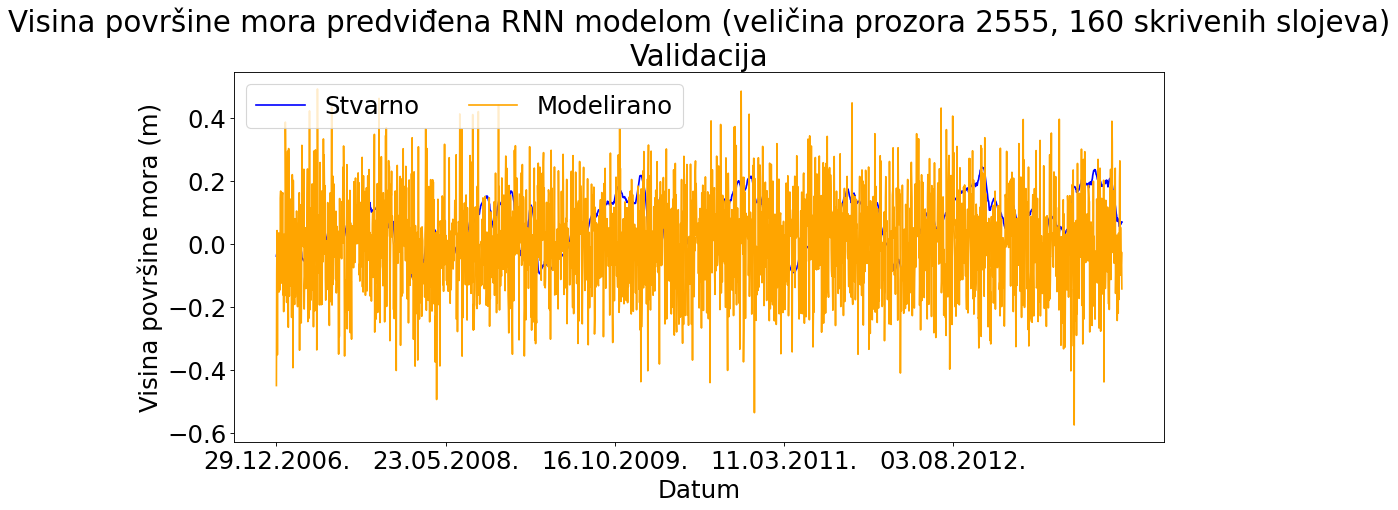 Visina površine mora predviđena RNN modelom (veličina prozora 2555, 160 skrivenih slojeva)
Validacija
Stvarno Modelirano
Visina površine mora (m)
0.4
0.2
0.0
−0.2
−0.4
−0.6
29.12.2006. 23.05.2008. 16.10.2009. 11.03.2011. 03.08.2012.
Datum